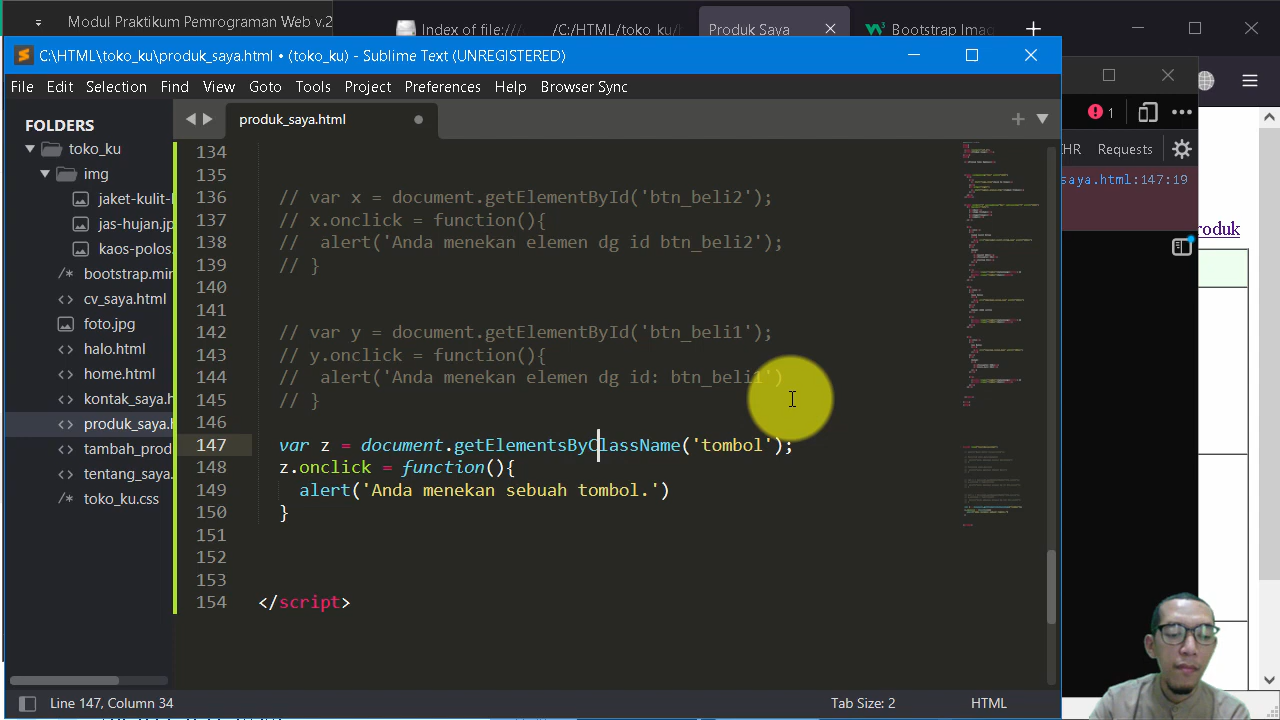 Modul Praktikum Pemrograman Web v.2
Index of file:///
/C:/HTML/toko_ku/
Produk Saya
Bootstrap Imag
C:\HTML\toko_ku\produk_saya.html • (toko_ku) - Sublime Text (UNREGISTERED)
File Edit Selection Find View Goto Tools Project Preferences Help Browser Sync
FOLDERS
toko_ku
img
jaket-kulit-
jas-hujan.jp
kaos-polos
bootstrap.min
cv_saya.html
foto.jpg
halo.html
home.html
kontak_saya.h
produk_saya.h
tambah_prod
tentang_saya.
toko_ku.css
produk_saya.html
134
135
136 // var x = document.getElementById('btn_beli2');
137 // x.onclick = function(){
138 // alert('Anda menekan elemen dg id btn_beli2');
139 // }
140
141
142 // var y = document.getElementById('btn_beli1');
143 // y.onclick = function(){
144 // alert('Anda menekan elemen dg id: btn_beli1')
145 // }
146
147 var z = document.getElementsByClassName('tombol');
148 z.onclick = function(){
149 alert('Anda menekan sebuah tombol.')
150 }
151
152
153
154 </script>
Line 147, Column 34
Tab Size: 2
HTML
1
HR
Requests
saya.html:147:19
roduk